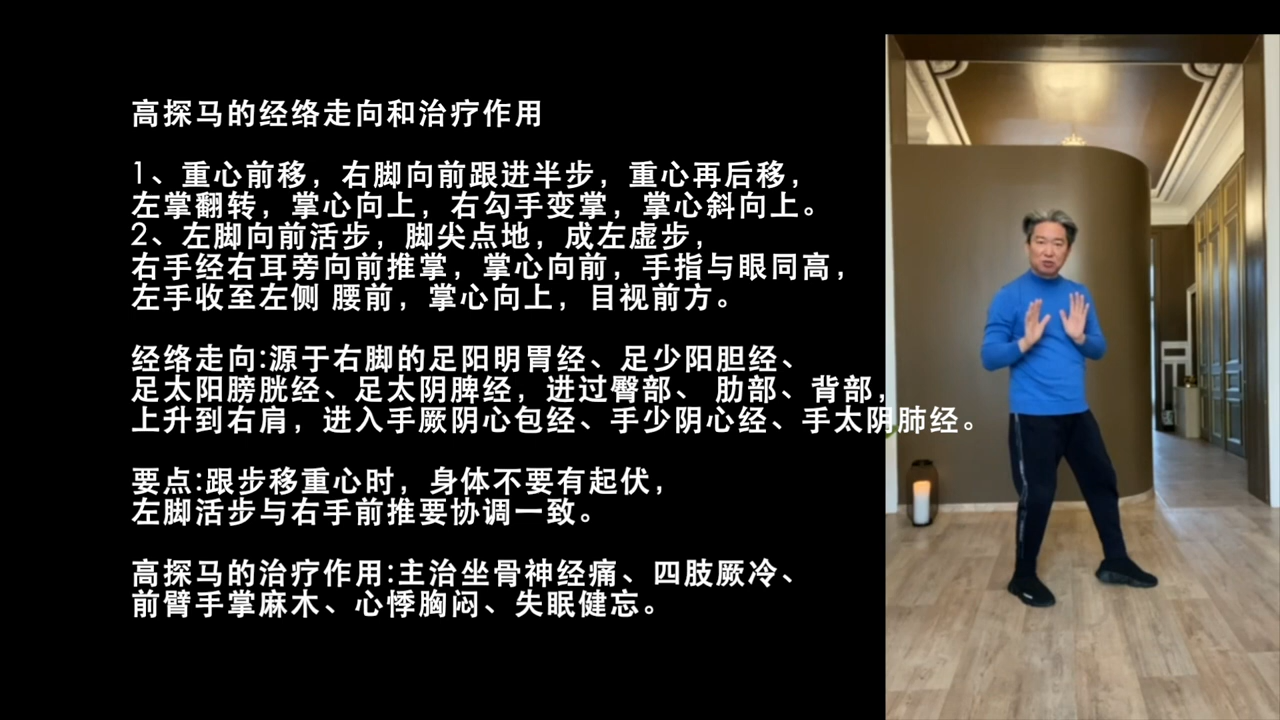 高探马的经络走向和治疗作用
1、重心前移，右脚向前跟进半步，重心再后移，
左掌翻转，掌心向上，右勾手变掌，掌心斜向上。
2、左脚向前活步，脚尖点地，成左虚步，
右手经右耳旁向前推掌，掌心向前，手指与眼同高，
左手收至左侧 腰前，掌心向上，目视前方。
经络走向:源于右脚的足阳明胃经、足少阳胆经、
足太阳膀胱经、足太阴脾经，进过臀部、 肋部、背部，
上升到右肩，进入手厥阴心包经、手少阴心经、手太阴肺经。
要点:跟步移重心时，身体不要有起伏，
左脚活步与右手前推要协调一致。
高探马的治疗作用:主治坐骨神经痛、四肢厥冷、
前臂手掌麻木、心悸胸闷、失眠健忘。